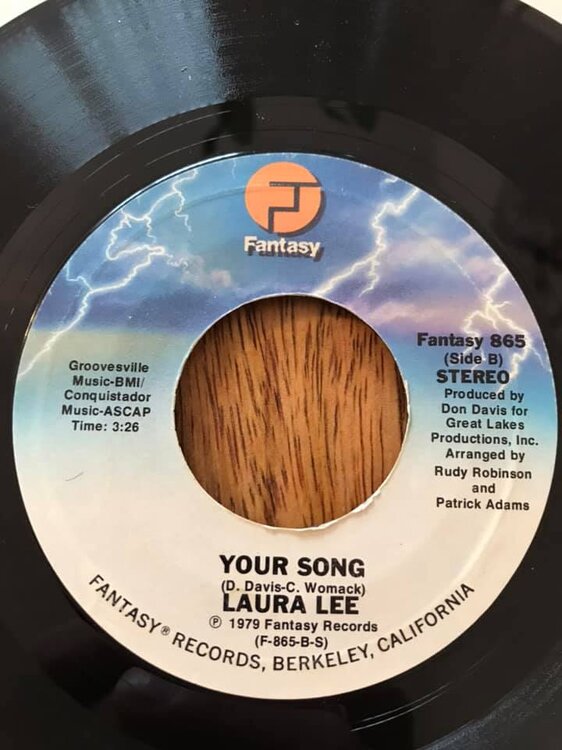 Fantasy
Groovesville
Music-BMI/
Conquistador
Music-ASCAP
Time: 3:26
Fantasy 865
(Side B)
STEREO
Produced by
Don Davis for
Great Lakes
Productions, Inc.
Arranged by
Rudy Robinson
and
Patrick Adams
YOUR SONG
(D. Davis-C. Womack)
LAURA LEE
℗ 1979 Fantasy Records
(F-865-B-S)
FANTASY® RECORDS, BERKELEY, CALIFORNIA